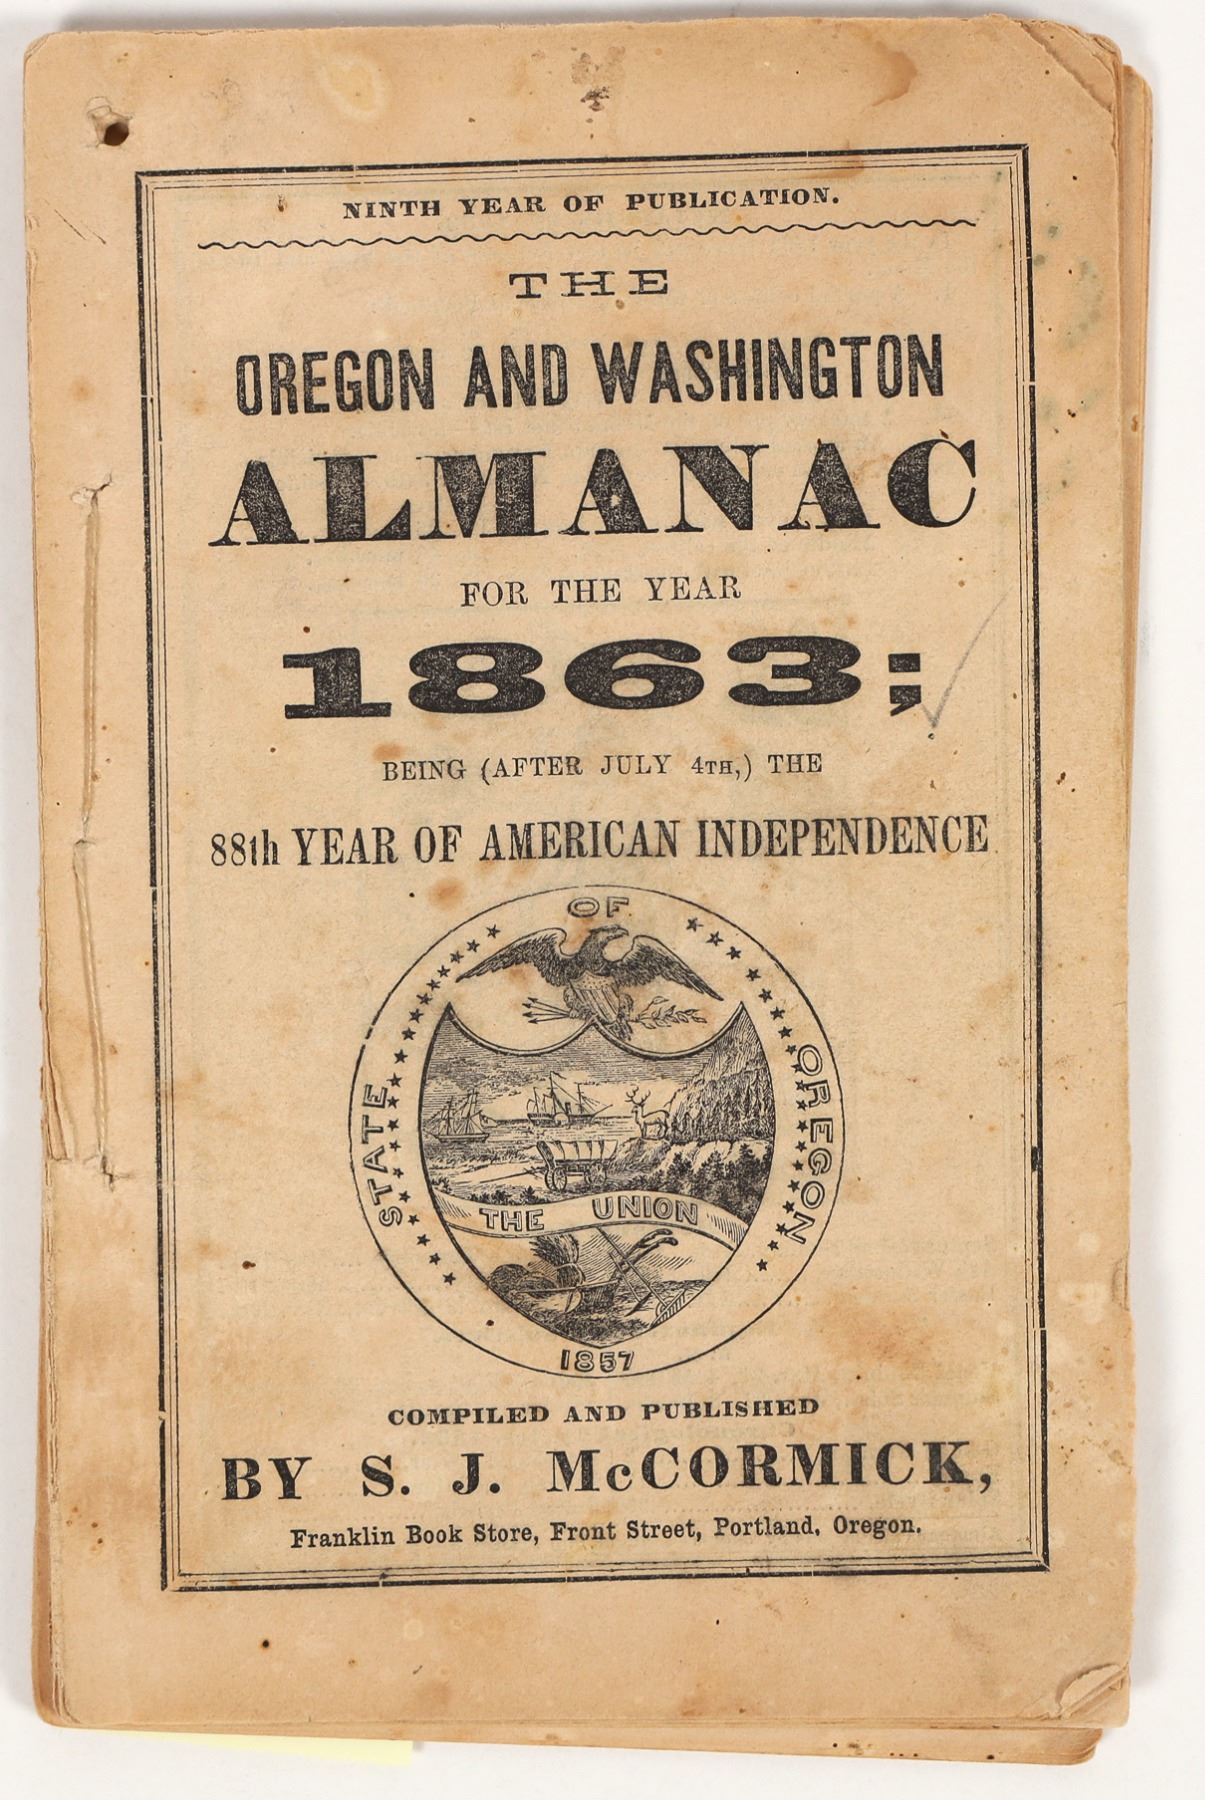 NINTH YEAR OF PUBLICATION.
THE
OREGON AND WASHINGTON
ALMANAC
FOR THE YEAR
1863;
BEING (AFTER JULY 4TH,) THE
88th YEAR OF AMERICAN INDEPENDENCE
STATE OF OREGON
THE UNION
1857
COMPILED AND PUBLISHED
BY S. J. McCORMICK,
Franklin Book Store, Front Street, Portland, Oregon.